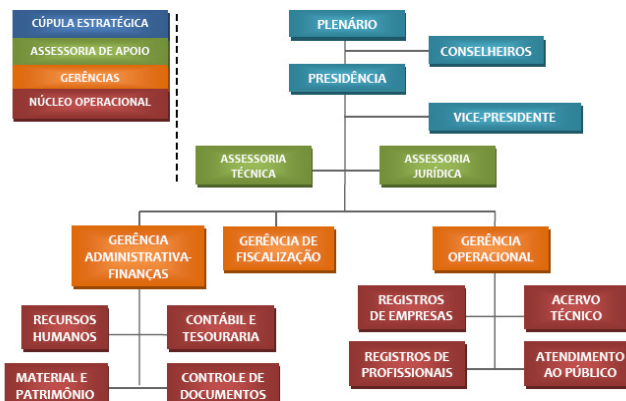 CÚPULA ESTRATÉGICA
ASSESSORIA DE APOIO
GERÊNCIAS
NÚCLEO OPERACIONAL
PLENÁRIO
CONSELHEIROS
PRESIDÊNCIA
VICE-PRESIDENTE
ASSESSORIA
TÉCNICA
ASSESSORIA
JURÍDICA
GERÊNCIA
ADMINISTRATIVA-
FINANÇAS
GERÊNCIA DE
FISCALIZAÇÃO
GERÊNCIA
OPERACIONAL
RECURSOS
HUMANOS
CONTÁBIL E
TESOURARIA
MATERIAL E
PATRIMÔNIO
CONTROLE DE
DOCUMENTOS
REGISTROS
DE EMPRESAS
ACERVO
TÉCNICO
REGISTROS DE
PROFISSIONAIS
ATENDIMENTO
AO PÚBLICO